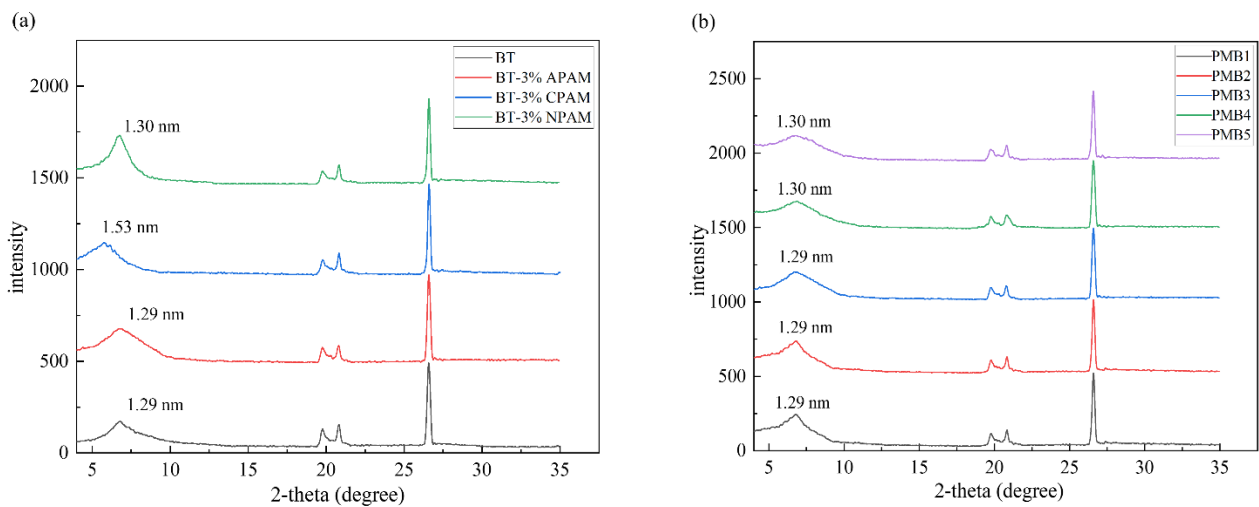 (a)
BT
BT-3% APAM
BT-3% CPAM
BT-3% NPAM
2000
1.30 nm
1500
1.53 nm
1000
1.29 nm
500
1.29 nm
0
intensity
5 10 15 20 25 30 35
2-theta (degree)
(b)
PMB1
PMB2
PMB3
PMB4
PMB5
2500
1.30 nm
2000
1.30 nm
1500
1.29 nm
1000
1.29 nm
500
1.29 nm
0
intensity
5 10 15 20 25 30 35
2-theta (degree)